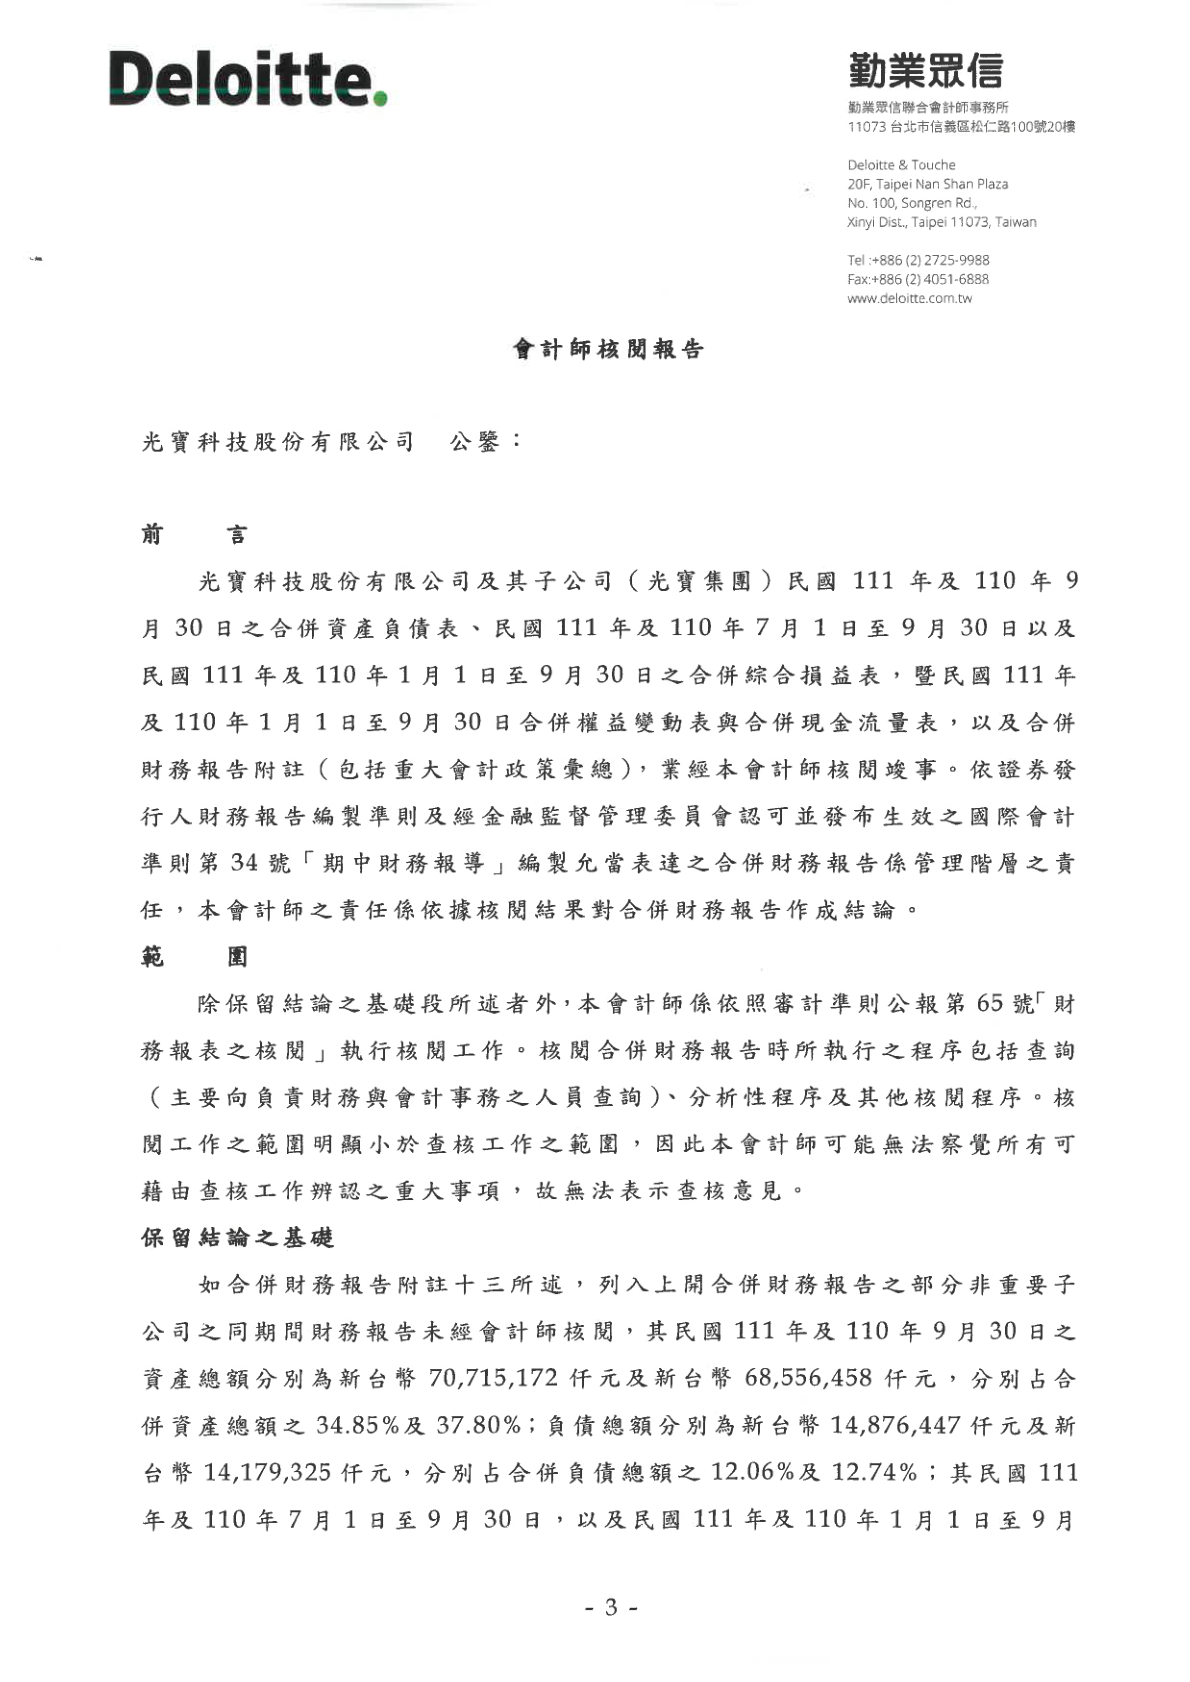 Deloitte.
勤業眾信
勤業眾信聯合會計師事務所
11073 台北市信義區松仁路100號20樓
Deloitte & Touche
20F, Taipei Nan Shan Plaza
No. 100, Songren Rd.,
Xinyi Dist., Taipei 11073, Taiwan
Tel :+886 (2) 2725-9988
Fax:+886 (2) 4051-6888
www.deloitte.com.tw
會計師核閱報告
光寶科技股份有限公司　公鑒：
前　　言
光寶科技股份有限公司及其子公司（光寶集團）民國 111 年及 110 年 9
月 30 日之合併資產負債表、民國 111 年及 110 年 7 月 1 日至 9 月 30 日以及
民國 111 年及 110 年 1 月 1 日至 9 月 30 日之合併綜合損益表，暨民國 111 年
及 110 年 1 月 1 日至 9 月 30 日合併權益變動表與合併現金流量表，以及合併
財務報告附註（包括重大會計政策彙總），業經本會計師核閱竣事。依證券發
行人財務報告編製準則及經金融監督管理委員會認可並發布生效之國際會計
準則第 34 號「期中財務報導」編製允當表達之合併財務報告係管理階層之責
任，本會計師之責任係依據核閱結果對合併財務報告作成結論。
範　　圍
除保留結論之基礎段所述者外，本會計師係依照審計準則公報第 65 號「財
務報表之核閱」執行核閱工作。核閱合併財務報告時所執行之程序包括查詢
（主要向負責財務與會計事務之人員查詢）、分析性程序及其他核閱程序。核
閱工作之範圍明顯小於查核工作之範圍，因此本會計師可能無法察覺所有可
藉由查核工作辨認之重大事項，故無法表示查核意見。
保留結論之基礎
如合併財務報告附註十三所述，列入上開合併財務報告之部分非重要子
公司之同期間財務報告未經會計師核閱，其民國 111 年及 110 年 9 月 30 日之
資產總額分別為新台幣 70,715,172 仟元及新台幣 68,556,458 仟元，分別占合
併資產總額之 34.85%及 37.80%；負債總額分別為新台幣 14,876,447 仟元及新
台幣 14,179,325 仟元，分別占合併負債總額之 12.06%及 12.74%；其民國 111
年及 110 年 7 月 1 日至 9 月 30 日，以及民國 111 年及 110 年 1 月 1 日至 9 月
- 3 -